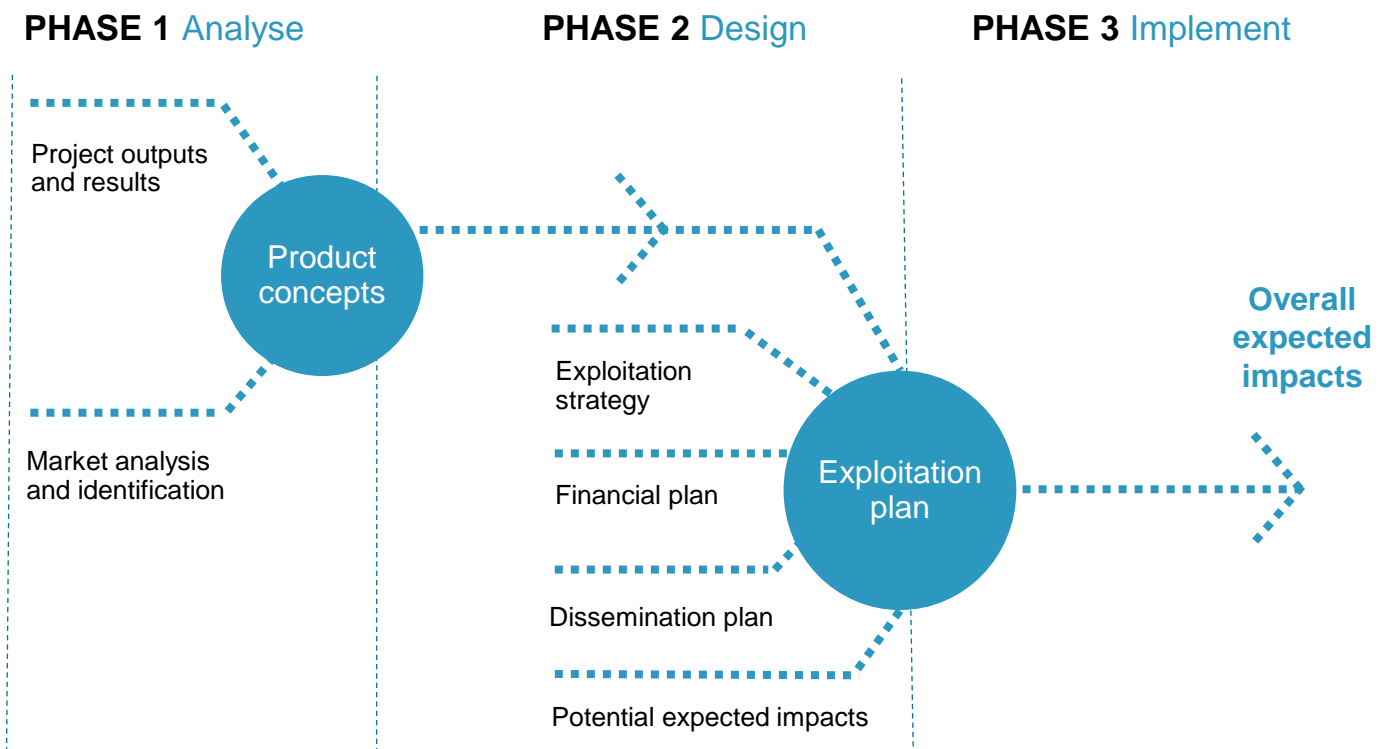 PHASE 1 Analyse
PHASE 2 Design
PHASE 3 Implement
Project outputs
and results
Product
concepts
Market analysis
and identification
Exploitation
strategy
Financial plan
Dissemination plan
Potential expected impacts
Exploitation
plan
Overall
expected
impacts